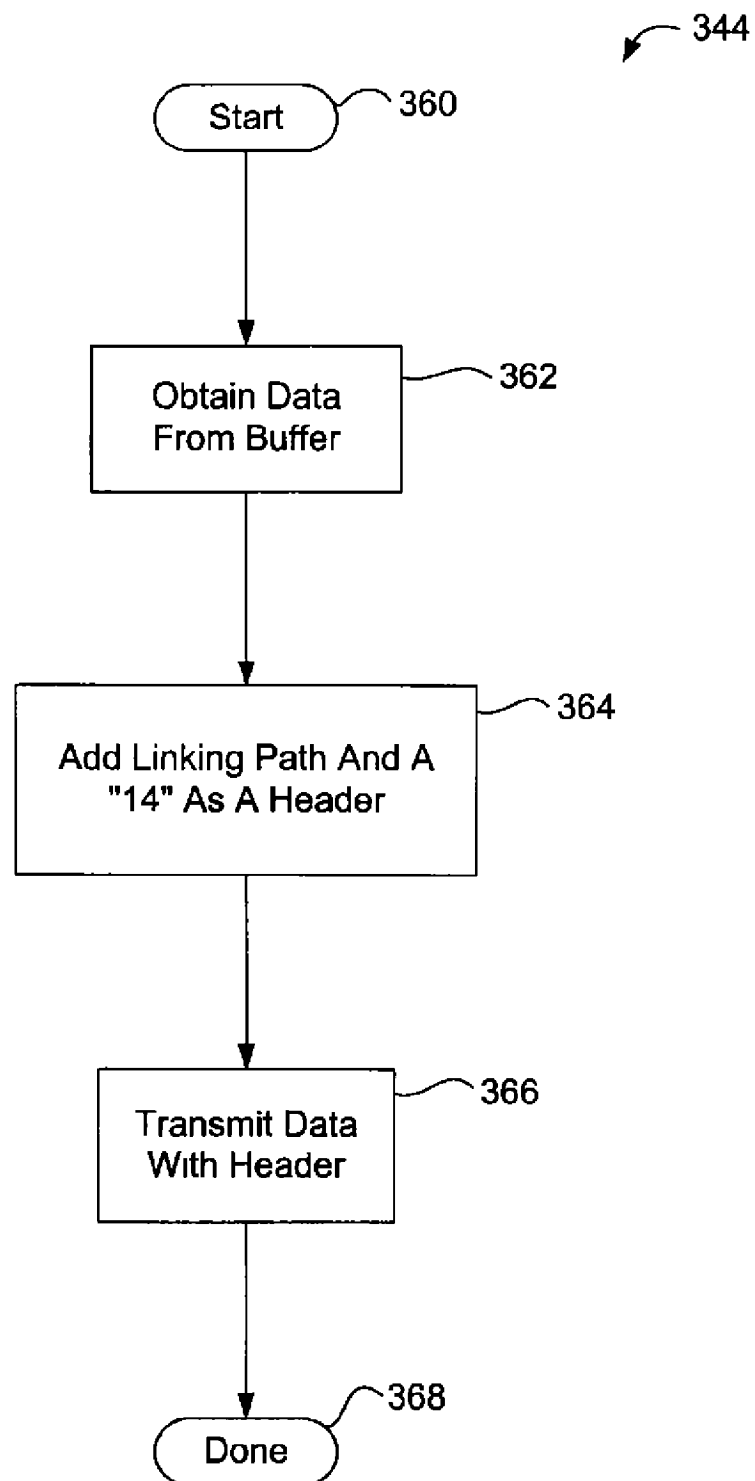 344
Start
360
Obtain Data
From Buffer
362
Add Linking Path And A
"14" As A Header
364
Transmit Data
With Header
366
Done
368